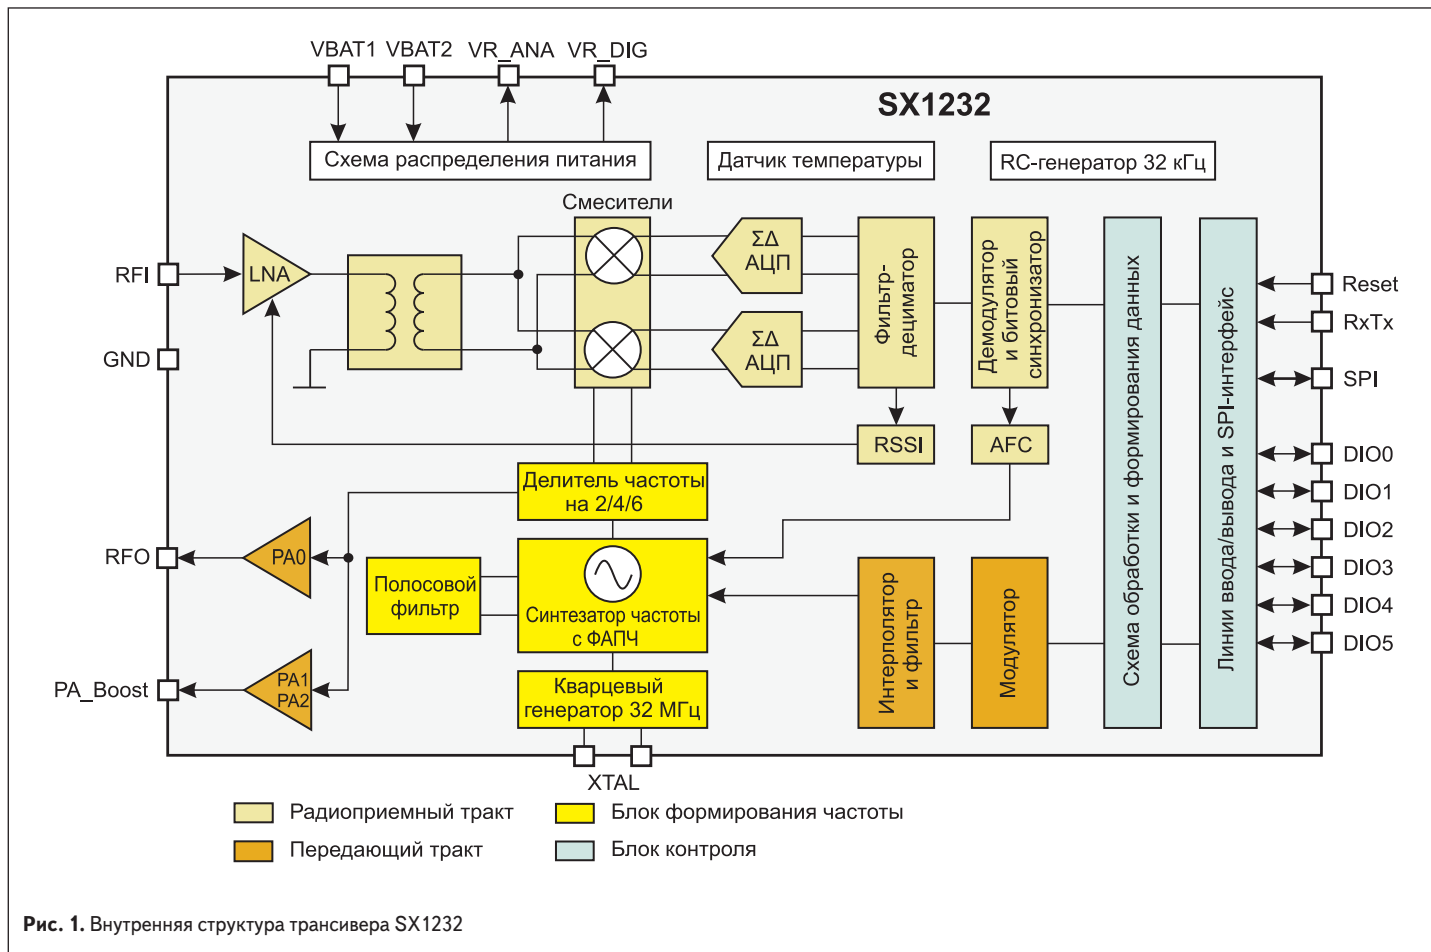 VBAT1 VBAT2 VR_ANA VR_DIG
SX1232
Схема распределения питания
Датчик температуры
RC-генератор 32 кГц
Смесители
RFI
LNA
ΣΔ
АЦП
ΣΔ
АЦП
Фильтр-
дециматор
Демодулятор
и битовый
синхронизатор
Схема обработки и формирования данных
Линии ввода/вывода и SPI-интерфейс
Reset
RxTx
SPI
DIO0
DIO1
DIO2
DIO3
DIO4
DIO5
GND
RSSI
AFC
Делитель частоты
на 2/4/6
RFO
PA0
Полосовой
фильтр
Синтезатор частоты
с ФАПЧ
Интерполятор
и фильтр
Модулятор
PA_Boost
PA1
PA2
Кварцевый
генератор 32 МГц
XTAL
Радиоприемный тракт
Блок формирования частоты
Передающий тракт
Блок контроля
Рис. 1. Внутренняя структура трансивера SX1232